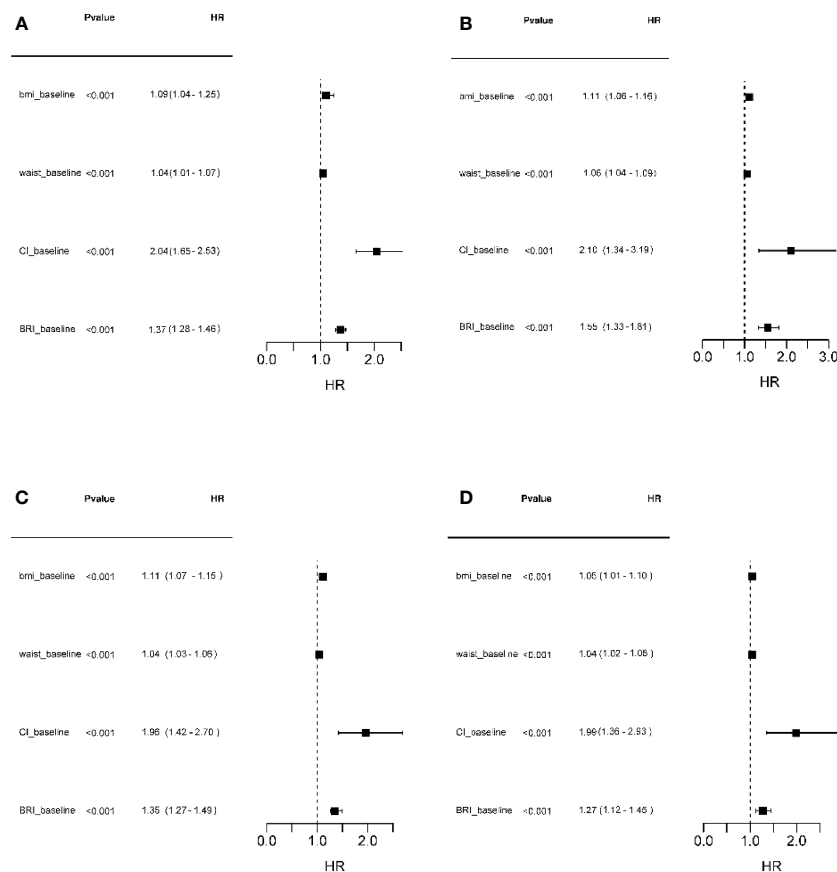 A
Pvalue HR
bmi_baseline <0.001 1.09(1.04 - 1.25)
waist_baseline <0.001 1.04(1.01 - 1.07)
CI_baseline <0.001 2.04(1.65 - 2.53)
BRI_baseline <0.001 1.37(1.28 - 1.46)
0.0 1.0 2.0
HR
B
Pvalue HR
bmi_baseline <0.001 1.11 (1.06 - 1.16)
waist_baseline <0.001 1.06 (1.04 - 1.09)
CI_baseline <0.001 2.10 (1.34 - 3.19)
BRI_baseline <0.001 1.55 (1.33 - 1.81)
0.0 1.0 2.0 3.0
HR
C
Pvalue HR
bmi_baseline <0.001 1.11 (1.07 - 1.15)
waist_baseline <0.001 1.04 (1.03 - 1.06)
CI_baseline <0.001 1.96 (1.42 - 2.70)
BRI_baseline <0.001 1.35 (1.27 - 1.49)
0.0 1.0 2.0
HR
D
Pvalue HR
bmi_baseline <0.001 (1.01 - 1.10)
waist_baseline <0.001 1.04 (1.02 -
CI_baseline <0.001 1.99 (1.36 - 2.93)
BRI_baseline <0.001 1.27 (1.12 -
0.0 1.0 2.0
HR